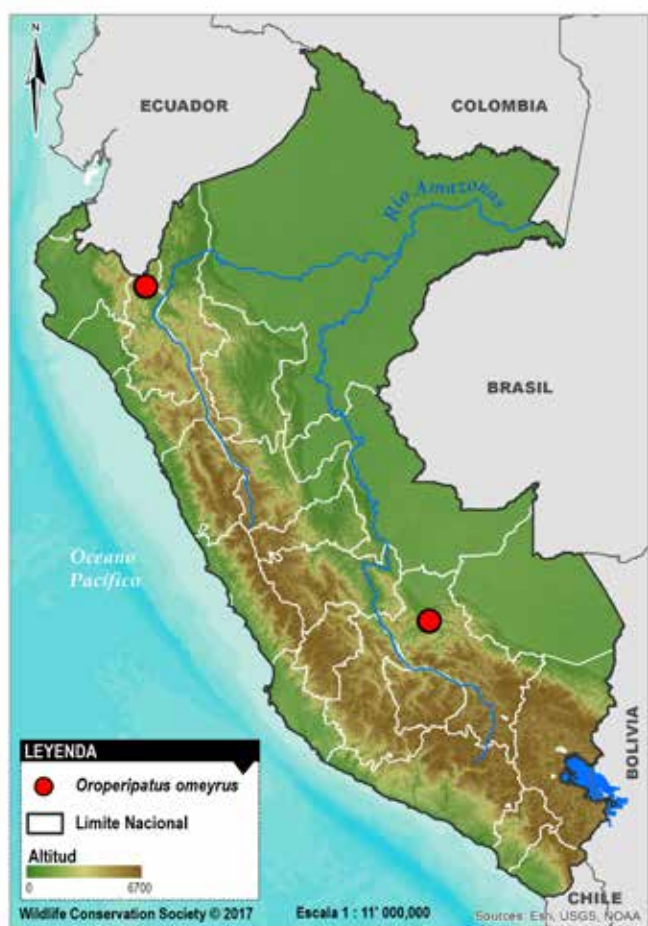 N
ECUADOR
COLOMBIA
Río Amazonas
BRASIL
Oceano
Pacífico
BOLIVIA
LEYENDA
Oroperipatus omeyrus
Limite Nacional
Altitud
0 6700
CHILE
Wildlife Conservation Society © 2017 Escala 1 : 11' 000,000 Sources: Esri, USGS, NOAA